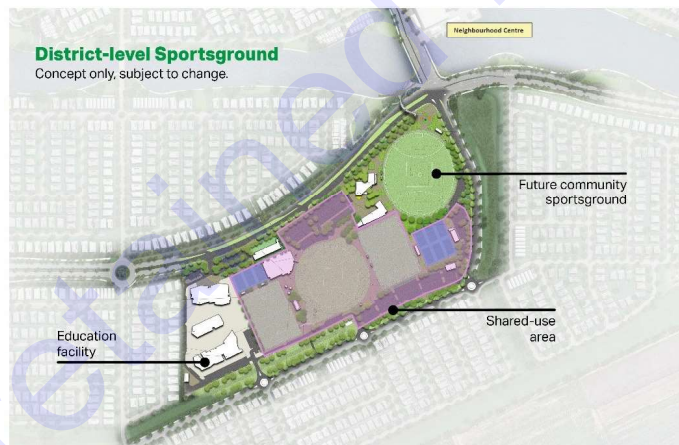 Neighbourhood Centre
District-level Sportsground
Concept only, subject to change.
Future community
sportsground
Shared-use
area
Education
facility